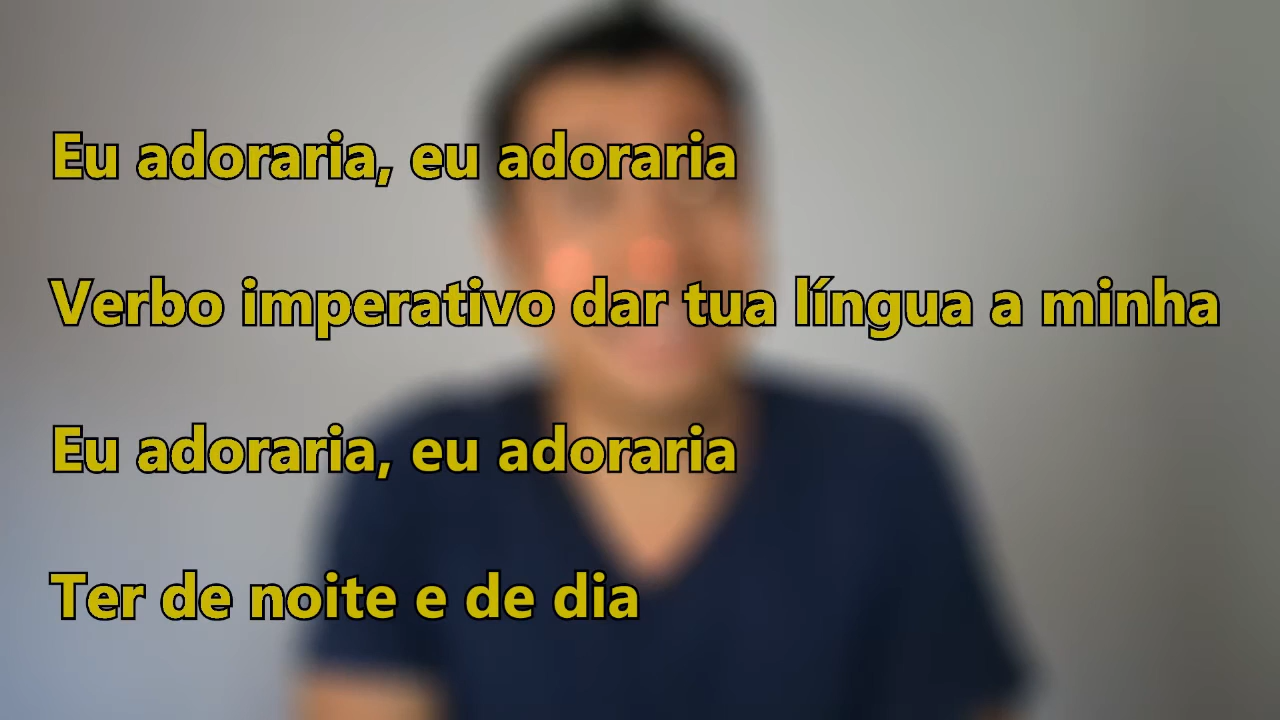 Eu adoraria, eu adoraria
Verbo imperativo dar tua língua a minha
Eu adoraria, eu adoraria
Ter de noite e de dia